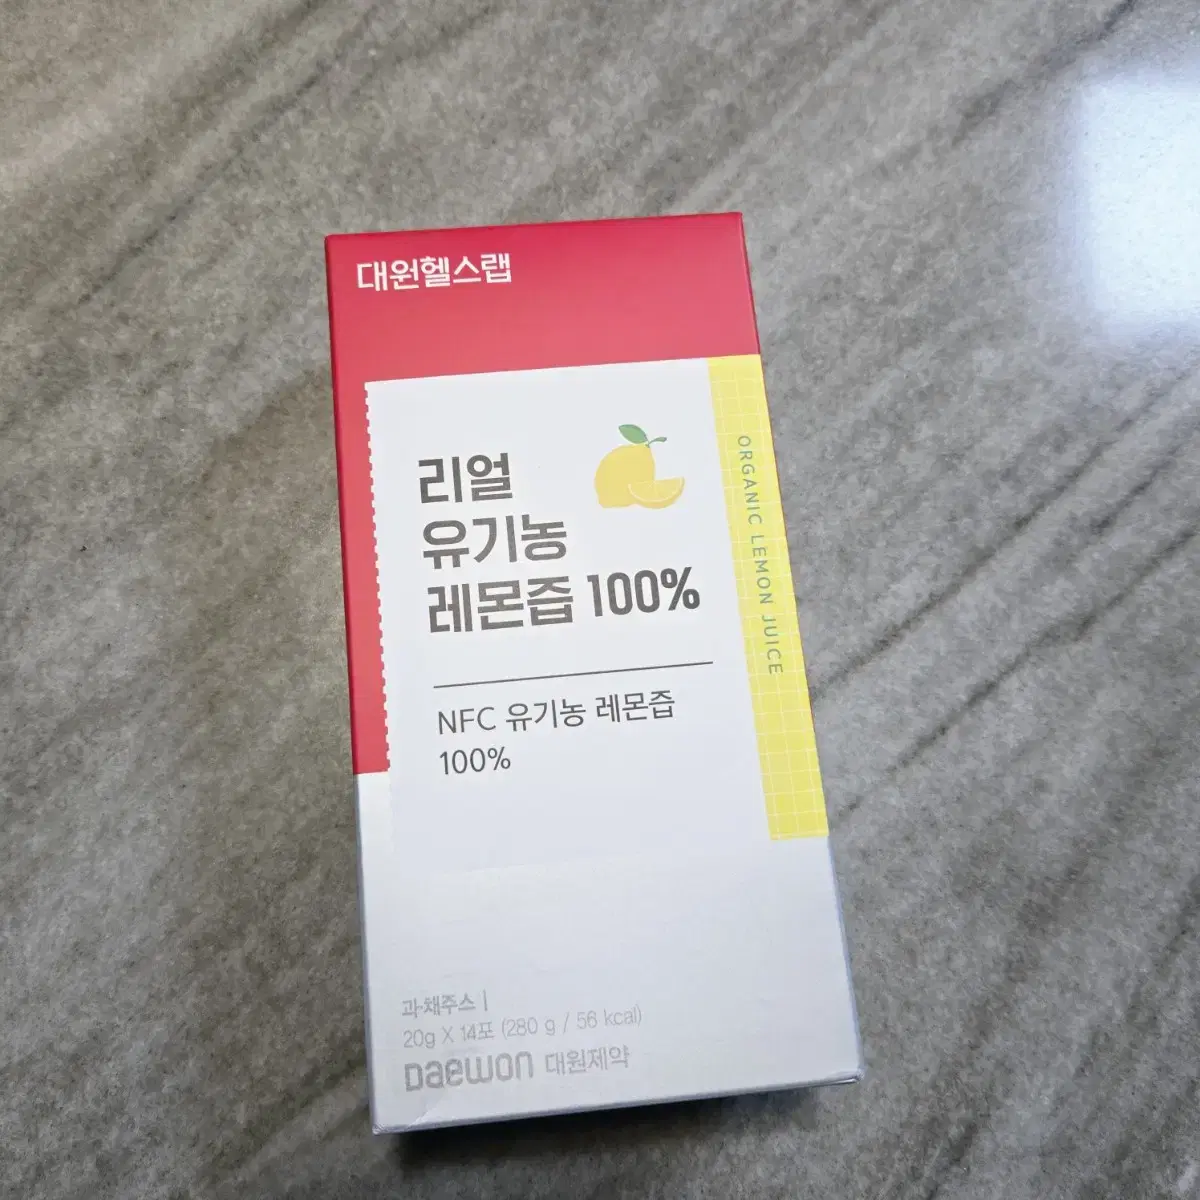 대원헬스랩
리얼
유기농
레몬즙 100%
ORGANIC LEMON JUICE
NFC 유기농 레몬즙
100%
과·채주스 |
20g X 14포 (280 g / 56 kcal)
Daewon 대원제약